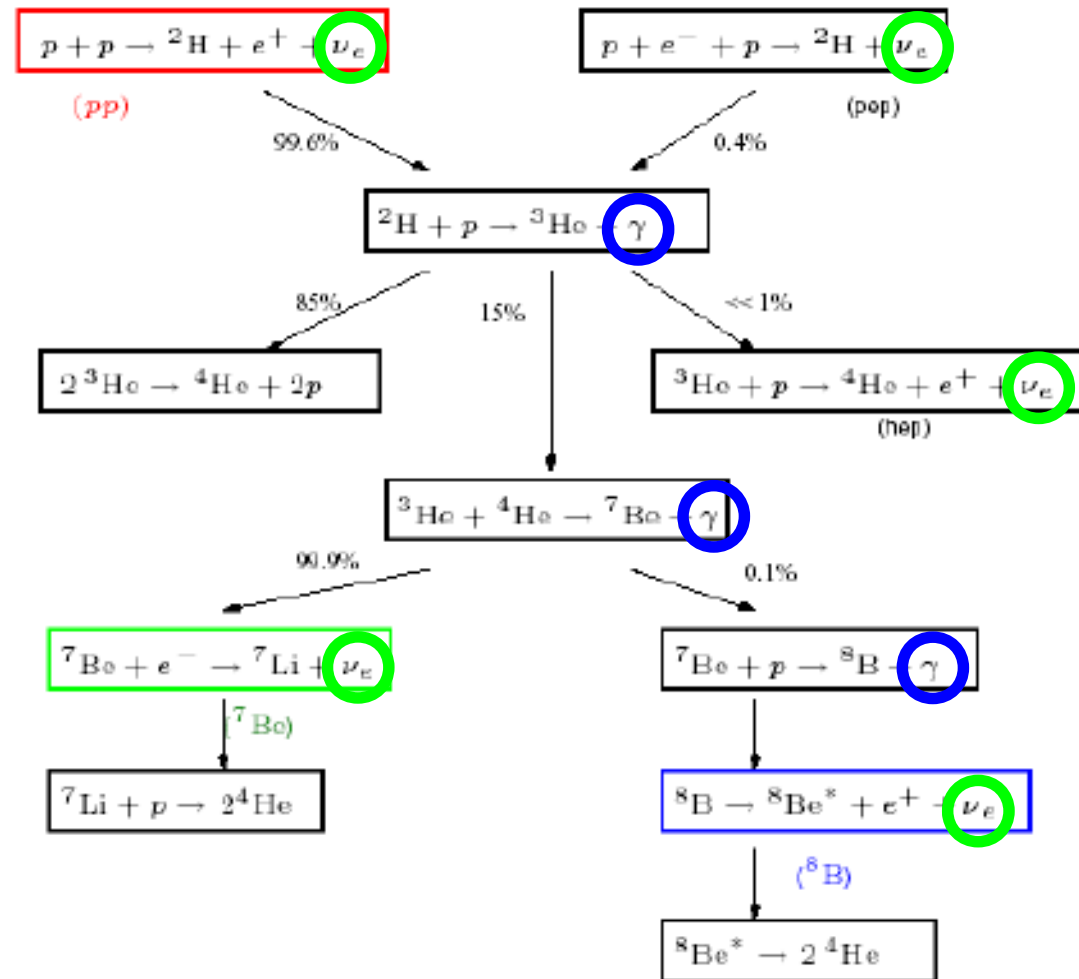 p + p → ²H + e⁺ + νₑ
p + e⁻ + p → ²H + νₑ
(pp)
(pep)
99.6%
0.4%
²H + p → ³He + γ
85%
15%
<< 1%
2 ³He → ⁴He + 2p
³He + p → ⁴He + e⁺ + νₑ
(hep)
³He + ⁴He → ⁷Be + γ
99.9%
0.1%
⁷Be + e⁻ → ⁷Li + νₑ
⁷Be + p → ⁸B + γ
(⁷Be)
⁷Li + p → 2⁴He
⁸B → ⁸Be* + e⁺ + νₑ
(⁸B)
⁸Be* → 2 ⁴He